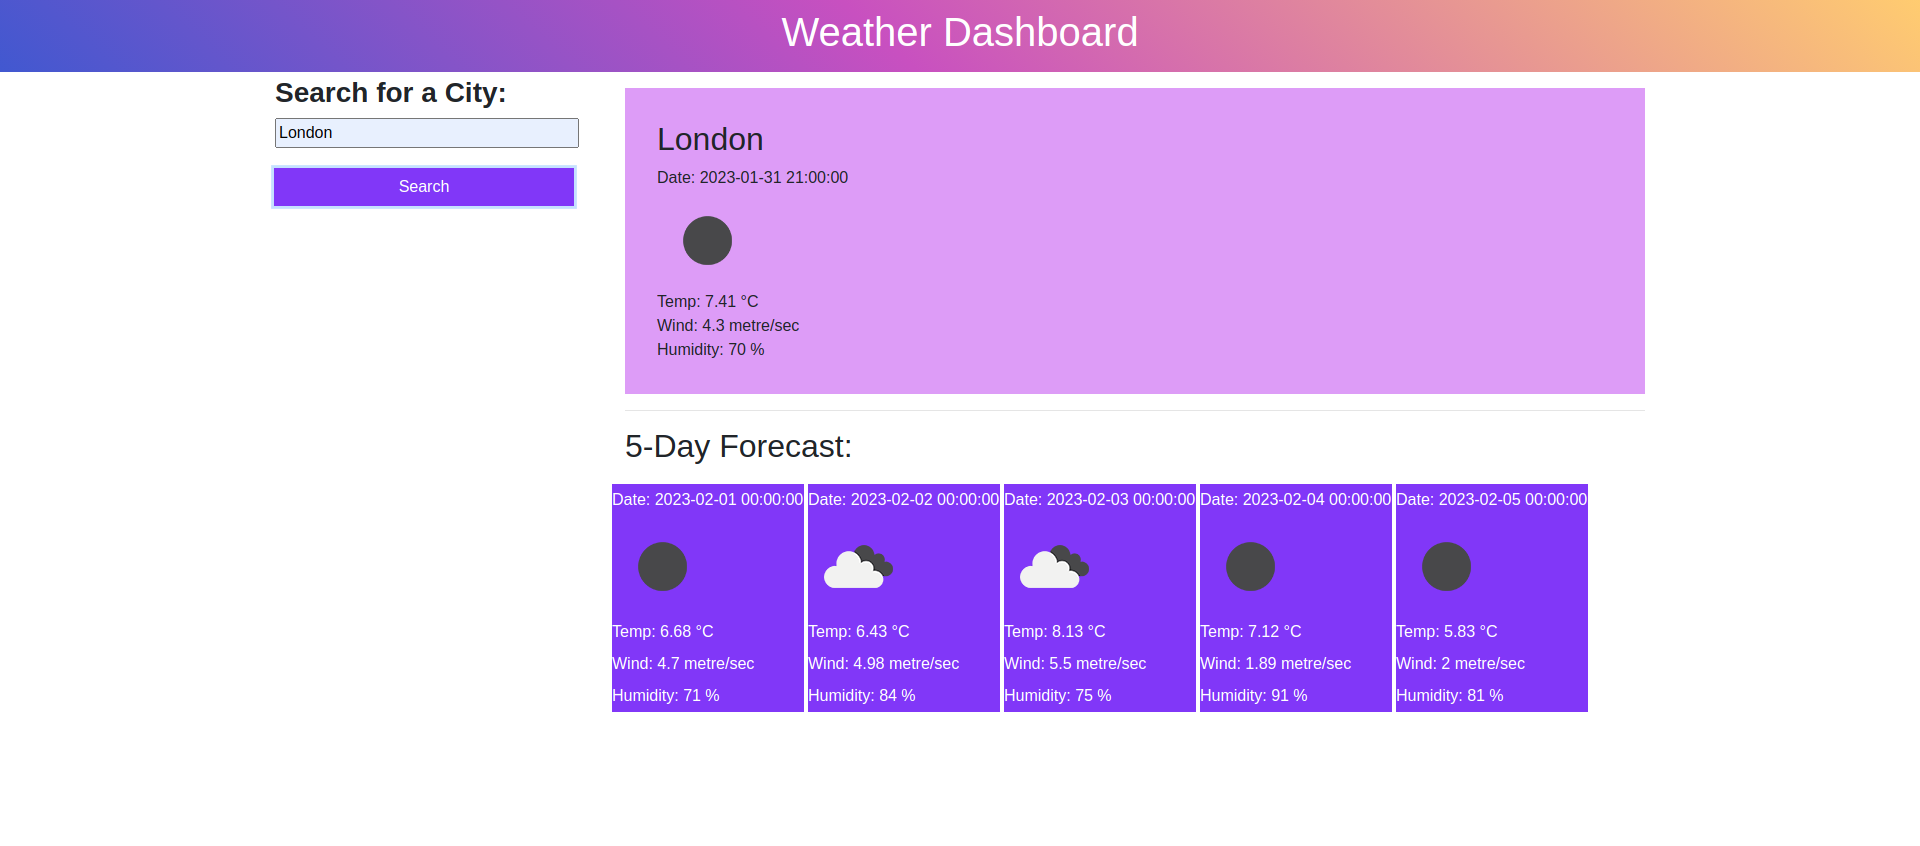 Weather Dashboard
Search for a City:
London
Search
London
Date: 2023-01-31 21:00:00
Temp: 7.41 °C
Wind: 4.3 metre/sec
Humidity: 70 %
5-Day Forecast:
Date: 2023-02-01 00:00:00
Temp: 6.68 °C
Wind: 4.7 metre/sec
Humidity: 71 %
Date: 2023-02-02 00:00:00
Temp: 6.43 °C
Wind: 4.98 metre/sec
Humidity: 84 %
Date: 2023-02-03 00:00:00
Temp: 8.13 °C
Wind: 5.5 metre/sec
Humidity: 75 %
Date: 2023-02-04 00:00:00
Temp: 7.12 °C
Wind: 1.89 metre/sec
Humidity: 91 %
Date: 2023-02-05 00:00:00
Temp: 5.83 °C
Wind: 2 metre/sec
Humidity: 81 %